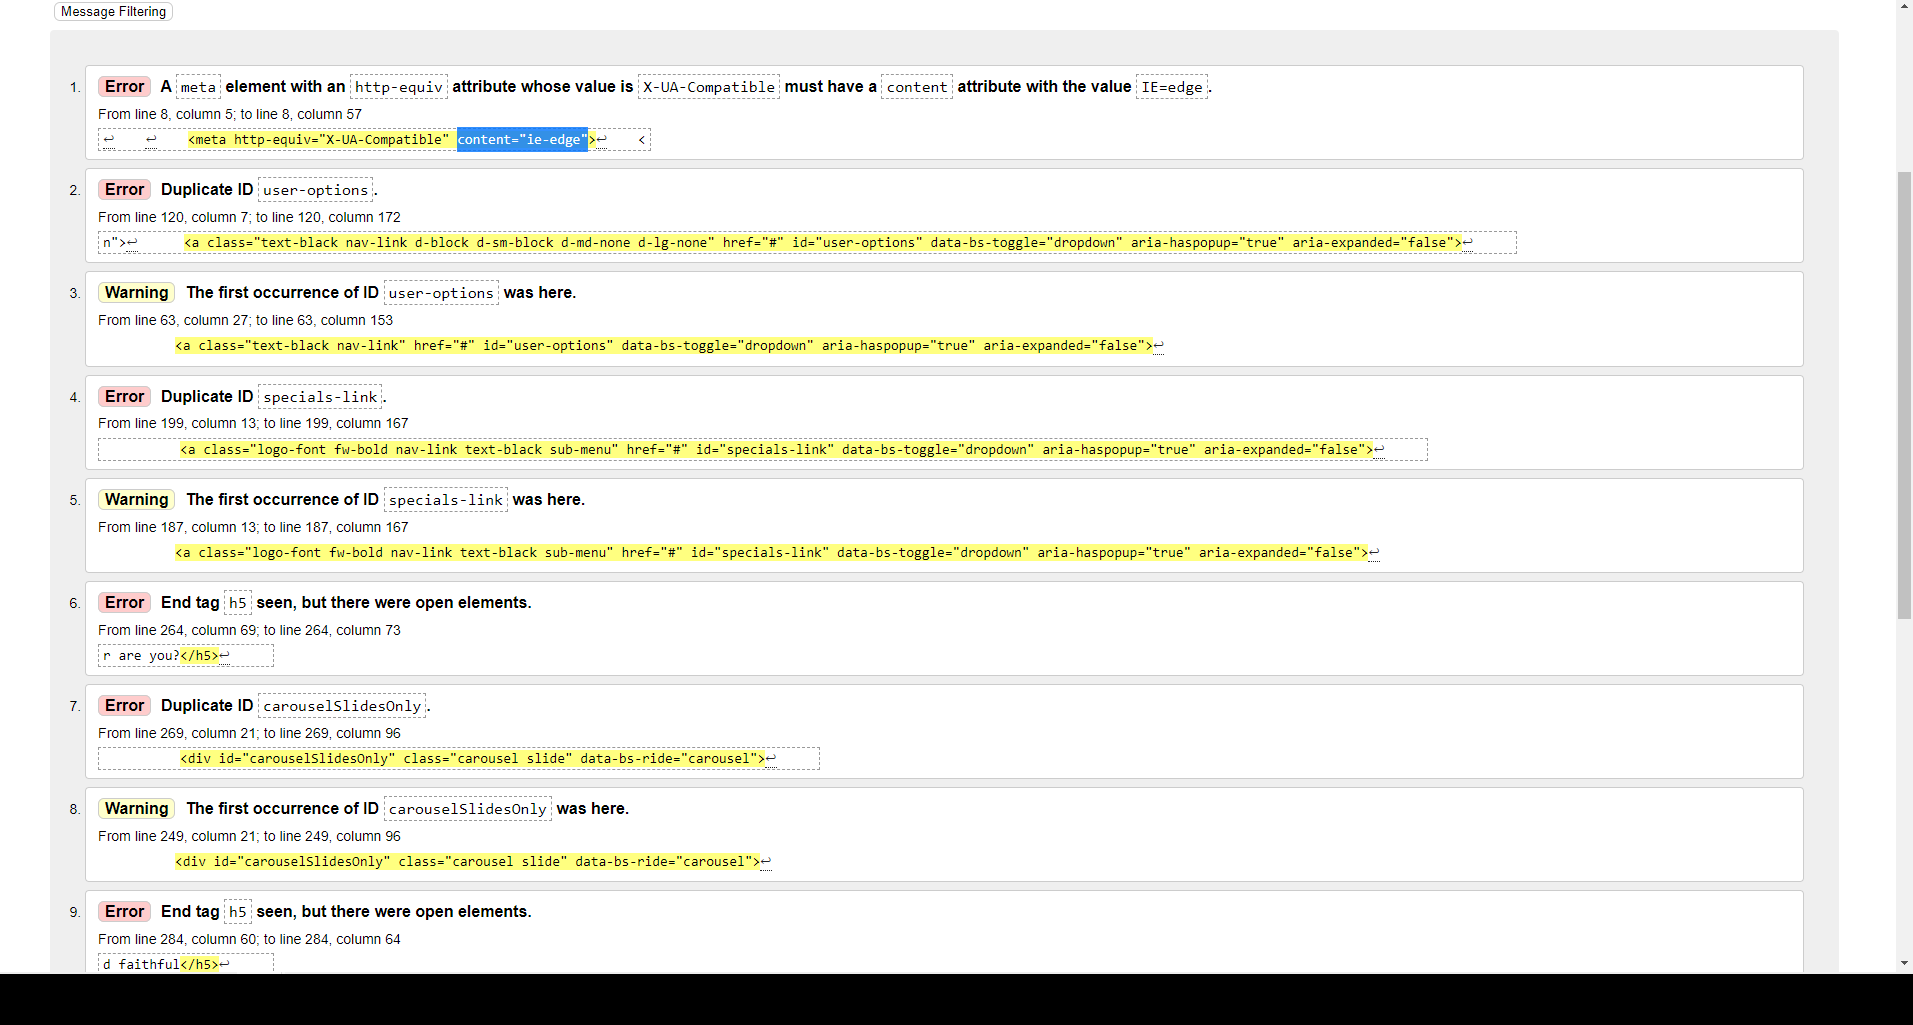 Message Filtering
1. Error A meta element with an http-equiv attribute whose value is X-UA-Compatible must have a content attribute with the value IE=edge.
From line 8, column 5; to line 8, column 57
↩ ↩ <meta http-equiv="X-UA-Compatible" content="ie-edge">↩ <
2. Error Duplicate ID user-options.
From line 120, column 7; to line 120, column 172
n">↩ <a class="text-black nav-link d-block d-sm-block d-md-none d-lg-none" href="#" id="user-options" data-bs-toggle="dropdown" aria-haspopup="true" aria-expanded="false">↩
3. Warning The first occurrence of ID user-options was here.
From line 63, column 27; to line 63, column 153
<a class="text-black nav-link" href="#" id="user-options" data-bs-toggle="dropdown" aria-haspopup="true" aria-expanded="false">↩
4. Error Duplicate ID specials-link.
From line 199, column 13; to line 199, column 167
<a class="logo-font fw-bold nav-link text-black sub-menu" href="#" id="specials-link" data-bs-toggle="dropdown" aria-haspopup="true" aria-expanded="false">↩
5. Warning The first occurrence of ID specials-link was here.
From line 187, column 13; to line 187, column 167
<a class="logo-font fw-bold nav-link text-black sub-menu" href="#" id="specials-link" data-bs-toggle="dropdown" aria-haspopup="true" aria-expanded="false">↩
6. Error End tag h5 seen, but there were open elements.
From line 264, column 69; to line 264, column 73
r are you?</h5>↩
7. Error Duplicate ID carouselSlidesOnly.
From line 269, column 21; to line 269, column 96
<div id="carouselSlidesOnly" class="carousel slide" data-bs-ride="carousel">↩
8. Warning The first occurrence of ID carouselSlidesOnly was here.
From line 249, column 21; to line 249, column 96
<div id="carouselSlidesOnly" class="carousel slide" data-bs-ride="carousel">↩
9. Error End tag h5 seen, but there were open elements.
From line 284, column 60; to line 284, column 64
d faithful</h5>↩